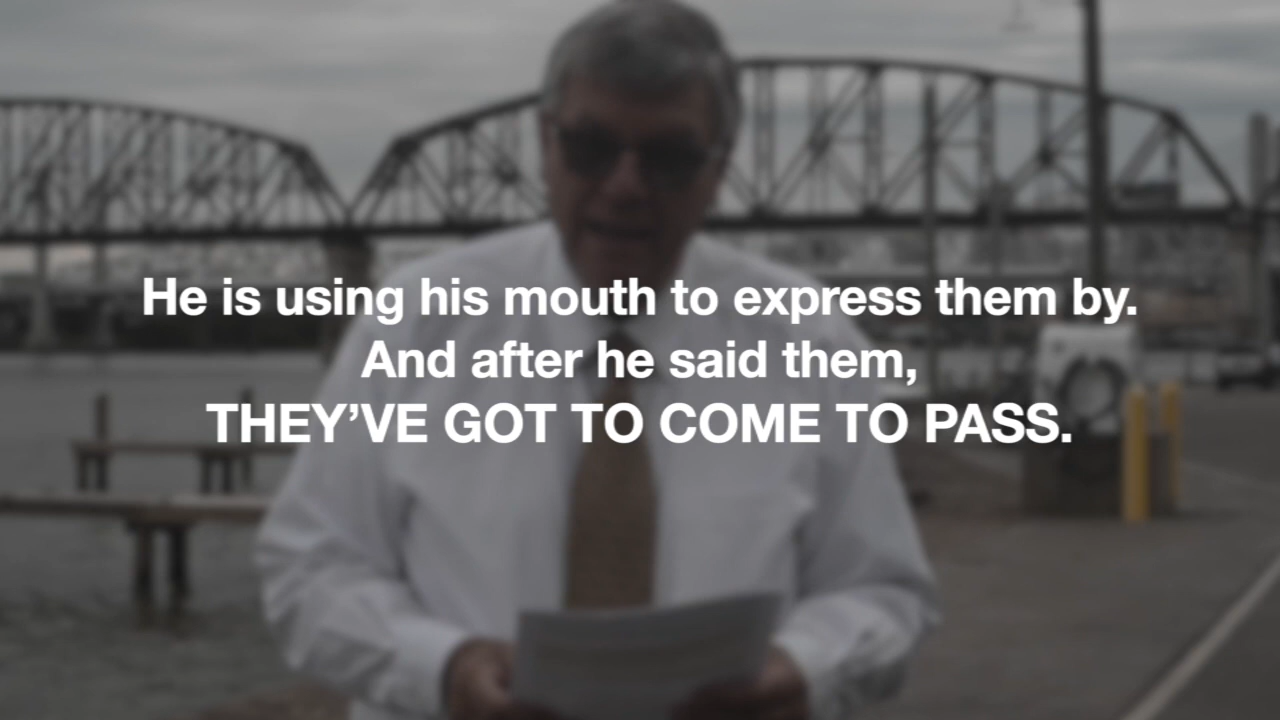 He is using his mouth to express them by.
And after he said them,
THEY’VE GOT TO COME TO PASS.